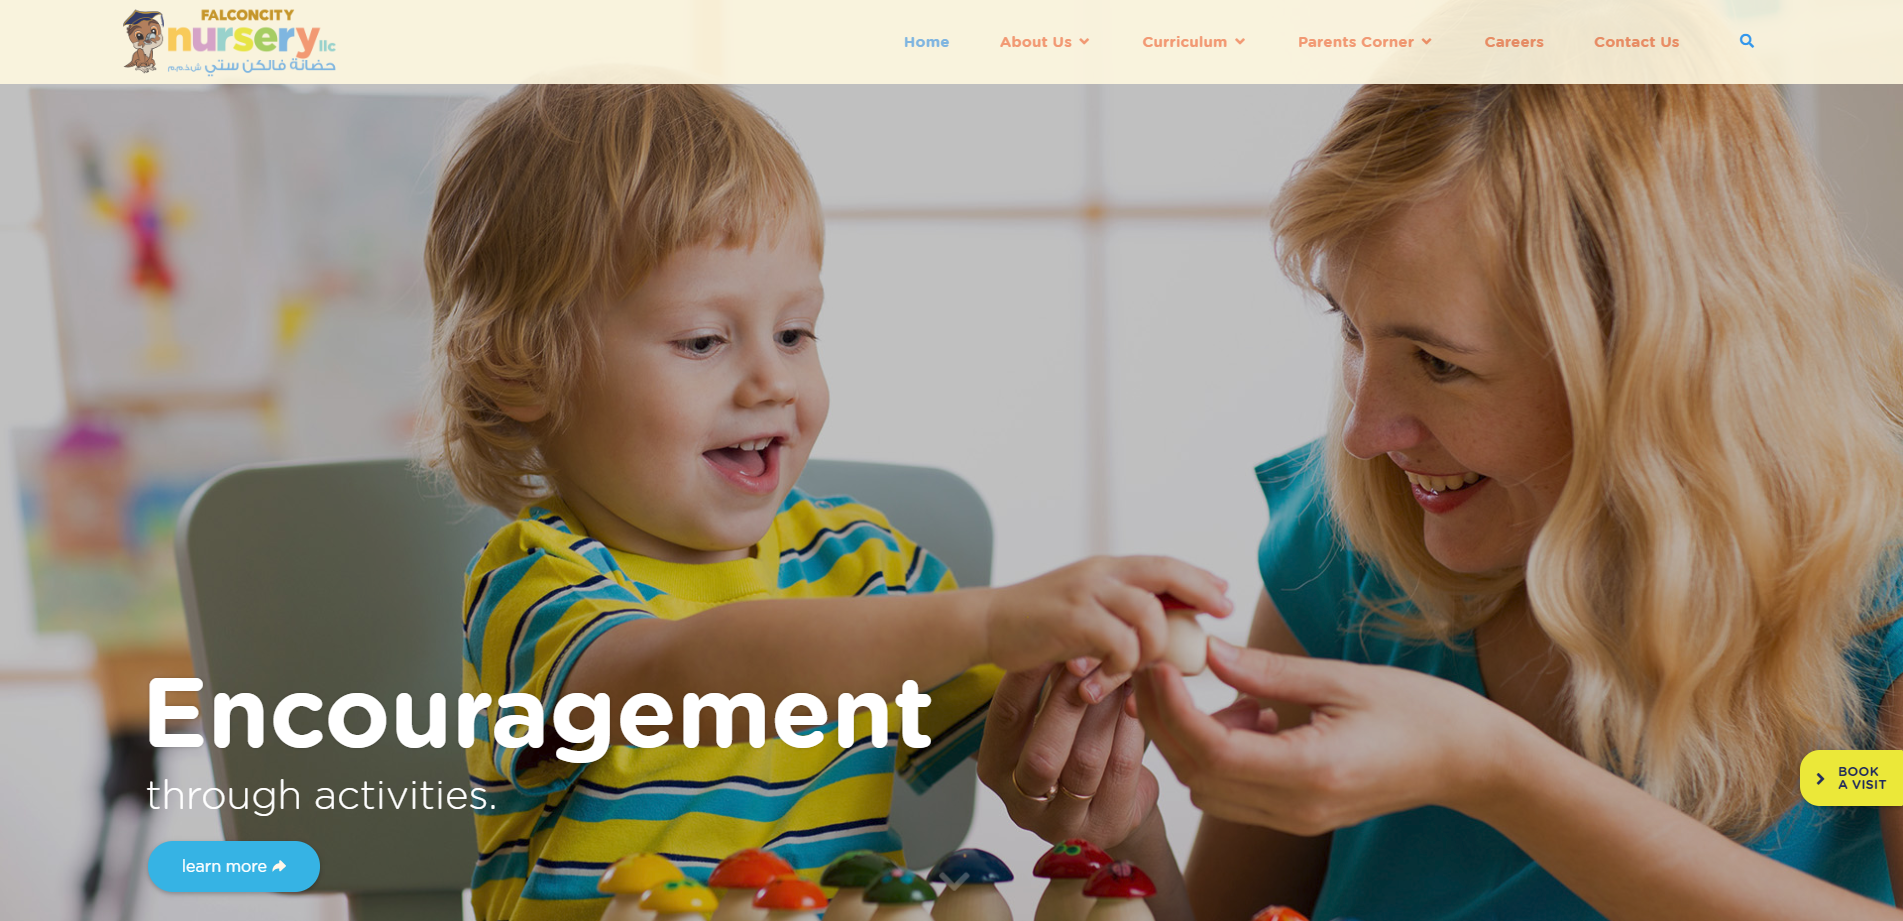 FALCONCITY
nursery llc
حضانة فالكن ستي ش.ذ.م.م
Home
About Us
Curriculum
Parents Corner
Careers
Contact Us
Encouragement
through activities.
learn more
BOOK
A VISIT